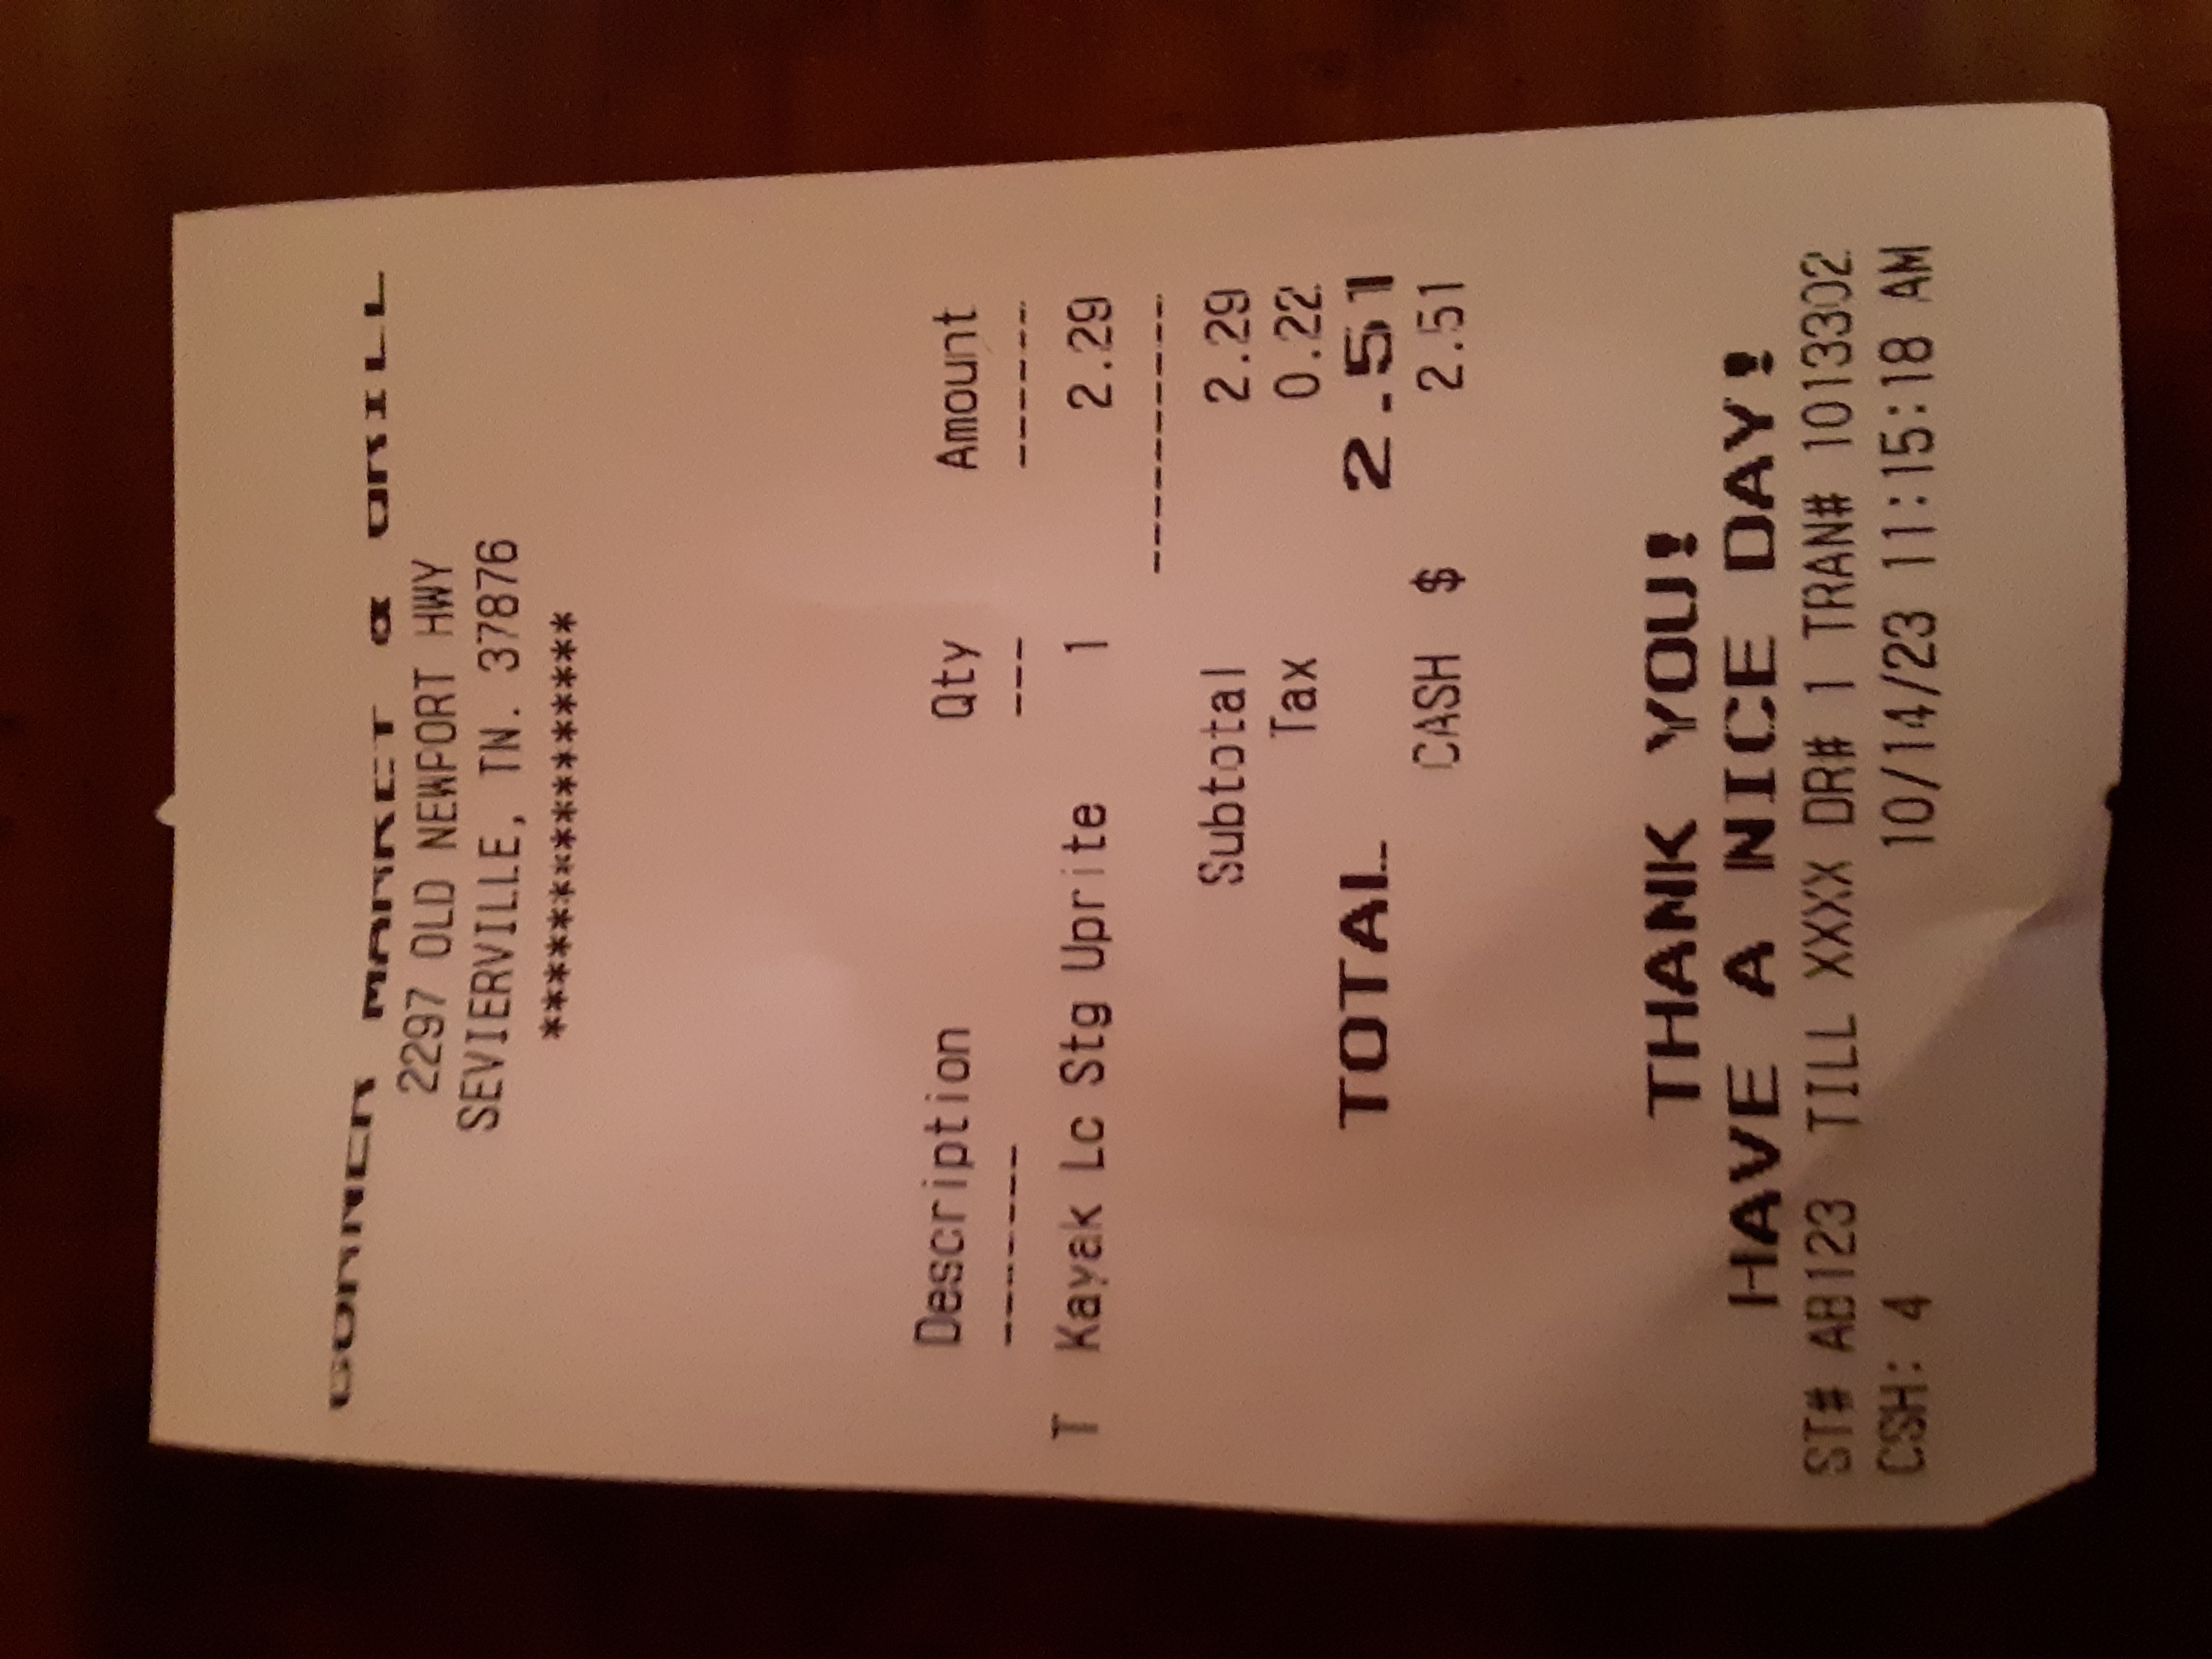 CORNER MARKET & GRILL
2297 OLD NEWPORT HWY
SEVIERVILLE, TN. 37876
******************
Description Qty Amount
-------- --- ------
T Kayak Lc Stg Uprite 1 2.29
-----------
Subtotal 2.29
Tax 0.22
TOTAL 2.51
CASH $ 2.51
THANK YOU!
HAVE A NICE DAY!
ST# AB123 TILL XXXX DR# 1 TRAN# 1013302
CSH: 4 10/14/23 11:15:18 AM